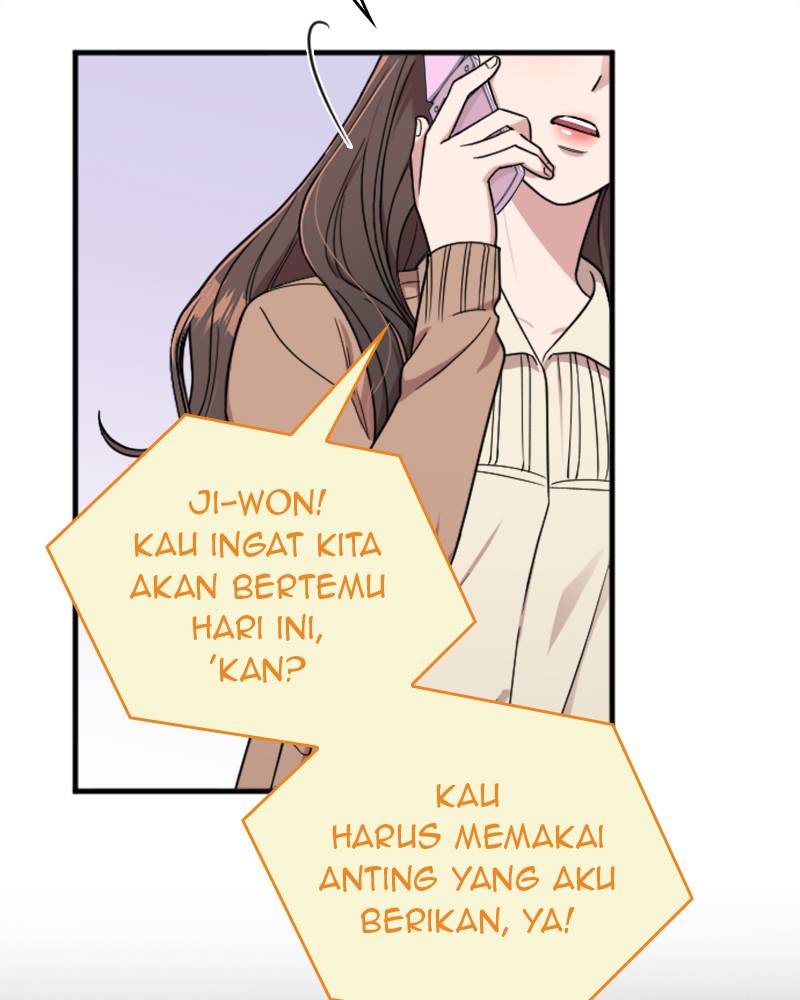 JI-WON!
KAU INGAT KITA
AKAN BERTEMU
HARI INI,
'KAN?
KAU
HARUS MEMAKAI
ANTING YANG AKU
BERIKAN, YA!